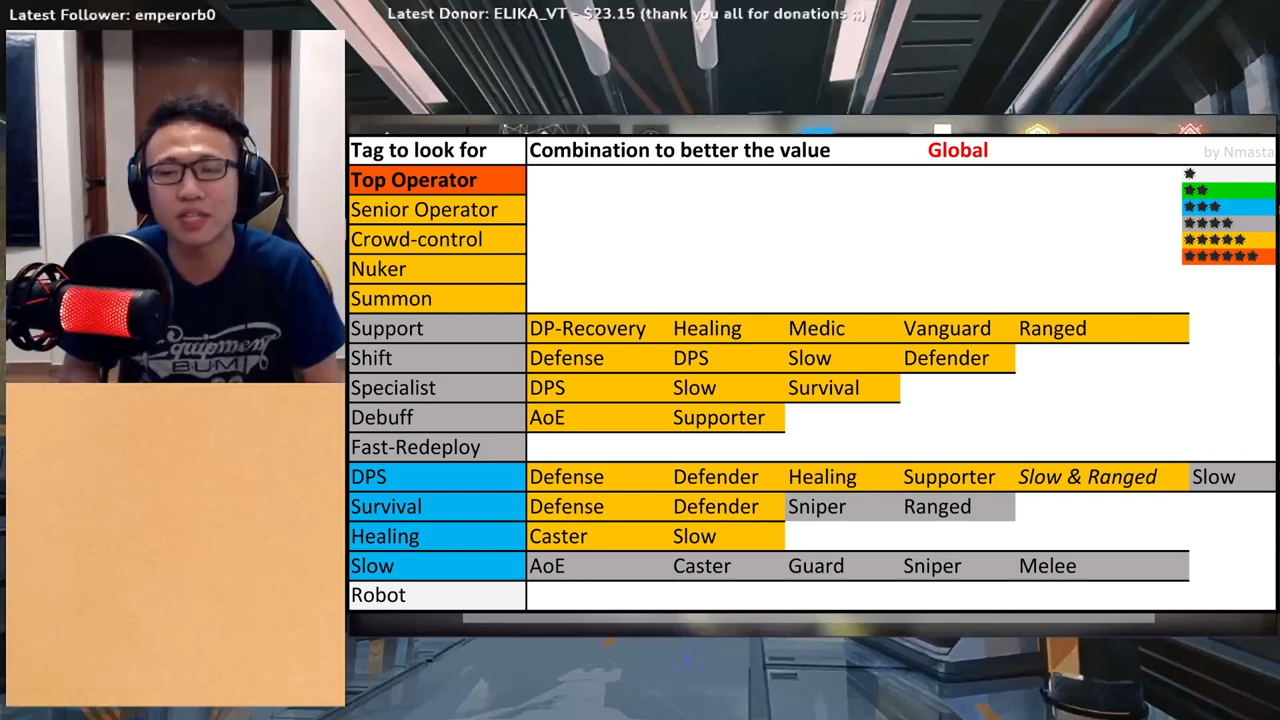 Latest Follower: emperorb0
Latest Donor: ELIKA_VT - $23.15 (thank you all for donations ;;)
Tag to look for Combination to better the value Global by Nmasta
Top Operator
Senior Operator
Crowd-control
Nuker
Summon
Support DP-Recovery Healing Medic Vanguard Ranged
Shift Defense DPS Slow Defender
Specialist DPS Slow Survival
Debuff AoE Supporter
Fast-Redeploy
DPS Defense Defender Healing Supporter Slow & Ranged Slow
Survival Defense Defender Sniper Ranged
Healing Caster Slow
Slow AoE Caster Guard Sniper Melee
Robot
Equipment
BUM